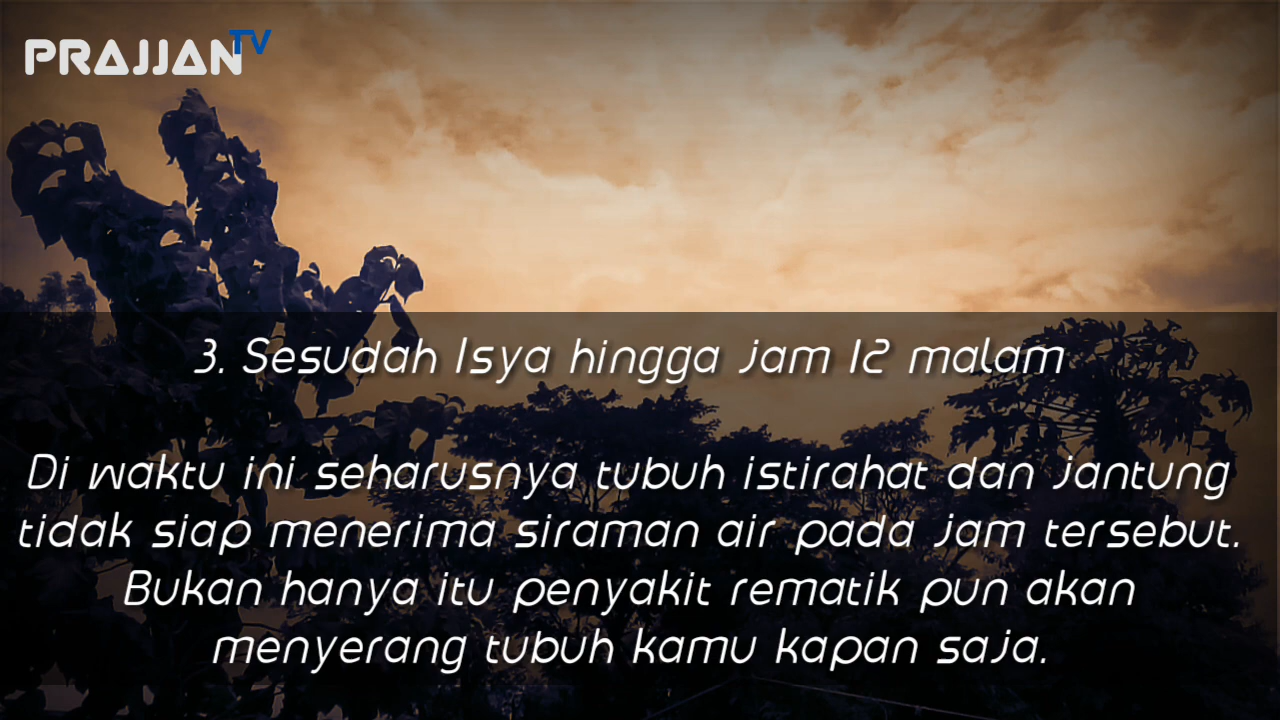 PRAJJAN TV
3. Sesudah Isya hingga jam 12 malam
Di waktu ini seharusnya tubuh istirahat dan jantung
tidak siap menerima siraman air pada jam tersebut.
Bukan hanya itu penyakit rematik pun akan
menyerang tubuh kamu kapan saja.